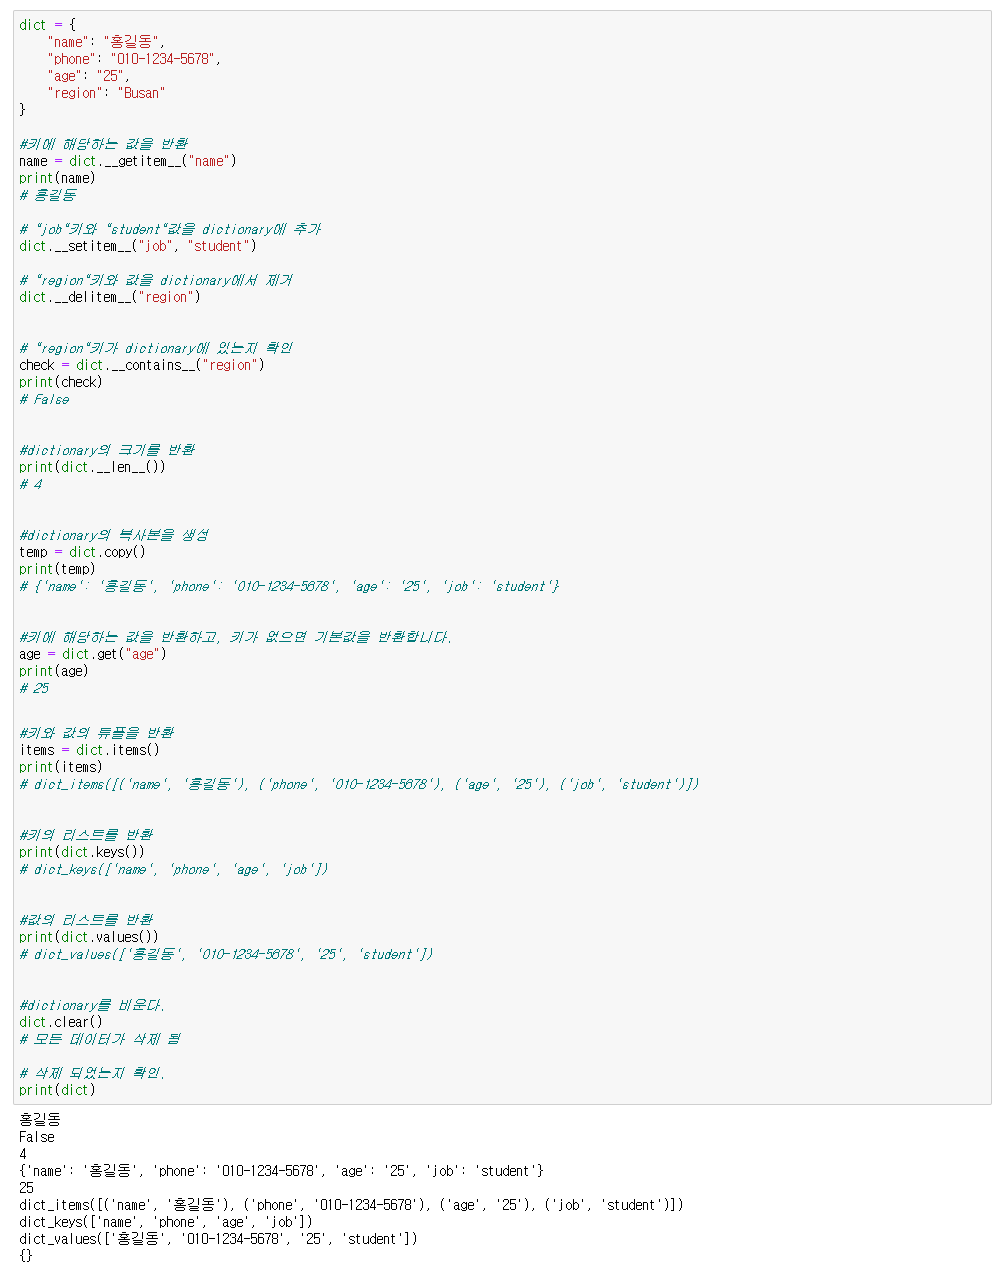 dict = {
    "name": "홍길동",
    "phone": "010-1234-5678",
    "age": "25",
    "region": "Busan"
}
#키에 해당하는 값을 반환
name = dict.__getitem__("name")
print(name)
# 홍길동
# "job"키와 "student"값을 dictionary에 추가
dict.__setitem__("job", "student")
# "region"키와 값을 dictionary에서 제거
dict.__delitem__("region")
# "region"키가 dictionary에 있는지 확인
check = dict.__contains__("region")
print(check)
# False
#dictionary의 크기를 반환
print(dict.__len__())
# 4
#dictionary의 복사본을 생성
temp = dict.copy()
print(temp)
# {'name': '홍길동', 'phone': '010-1234-5678', 'age': '25', 'job': 'student'}
#키에 해당하는 값을 반환하고, 키가 없으면 기본값을 반환합니다.
age = dict.get("age")
print(age)
# 25
#키와 값의 튜플을 반환
items = dict.items()
print(items)
# dict_items([('name', '홍길동'), ('phone', '010-1234-5678'), ('age', '25'), ('job', 'student')])
#키의 리스트를 반환
print(dict.keys())
# dict_keys(['name', 'phone', 'age', 'job'])
#값의 리스트를 반환
print(dict.values())
# dict_values(['홍길동', '010-1234-5678', '25', 'student'])
#dictionary를 비운다.
dict.clear()
# 모든 데이터가 삭제 됨
# 삭제 되었는지 확인.
print(dict)
홍길동
False
4
{'name': '홍길동', 'phone': '010-1234-5678', 'age': '25', 'job': 'student'}
25
dict_items([('name', '홍길동'), ('phone', '010-1234-5678'), ('age', '25'), ('job', 'student')])
dict_keys(['name', 'phone', 'age', 'job'])
dict_values(['홍길동', '010-1234-5678', '25', 'student'])
{}